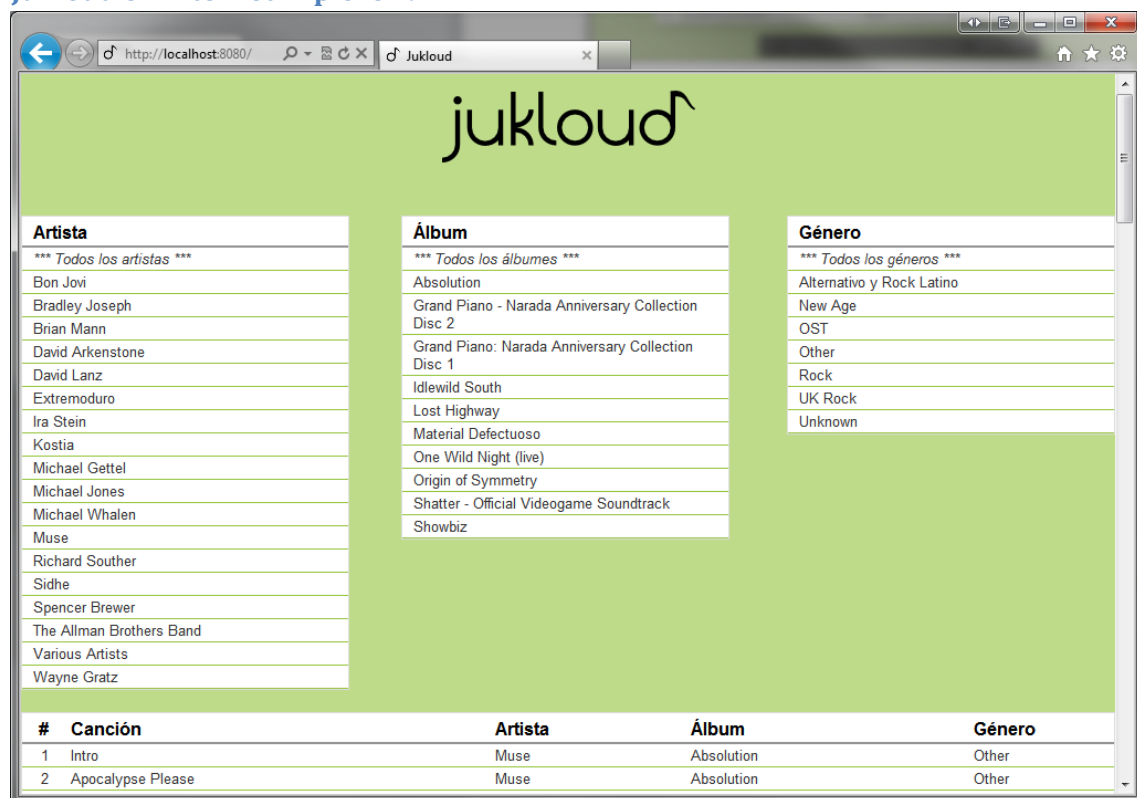 http://localhost:8080/
Jukloud
jukloud
Artista
*** Todos los artistas ***
Bon Jovi
Bradley Joseph
Brian Mann
David Arkenstone
David Lanz
Extremoduro
Ira Stein
Kostia
Michael Gettel
Michael Jones
Michael Whalen
Muse
Richard Souther
Sidhe
Spencer Brewer
The Allman Brothers Band
Various Artists
Wayne Gratz
Álbum
*** Todos los álbumes ***
Absolution
Grand Piano - Narada Anniversary Collection
Disc 2
Grand Piano: Narada Anniversary Collection
Disc 1
Idlewild South
Lost Highway
Material Defectuoso
One Wild Night (live)
Origin of Symmetry
Shatter - Official Videogame Soundtrack
Showbiz
Género
*** Todos los géneros ***
Alternativo y Rock Latino
New Age
OST
Other
Rock
UK Rock
Unknown
# Canción Artista Álbum Género
1 Intro Muse Absolution Other
2 Apocalypse Please Muse Absolution Other